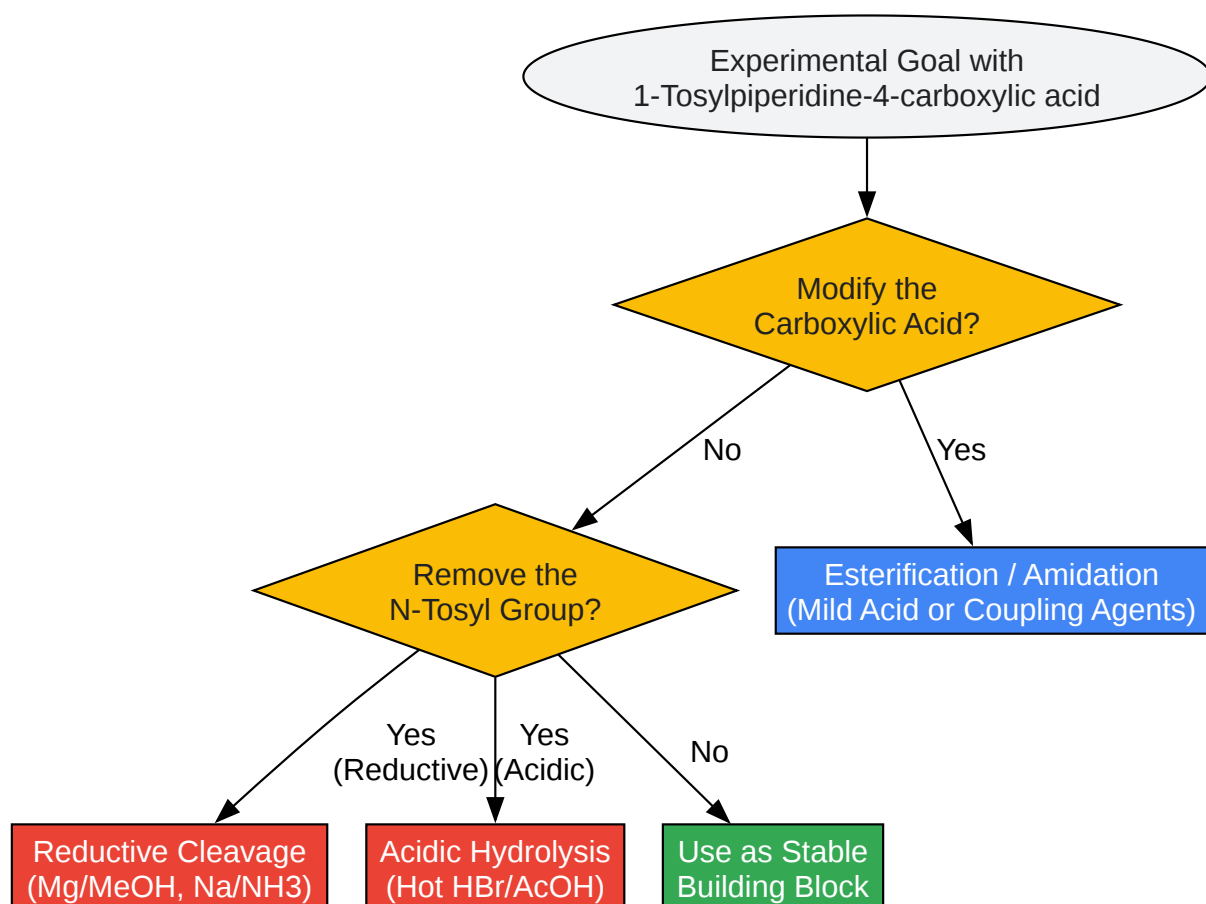 Experimental Goal with
1-Tosylpiperidine-4-carboxylic acid
Modify the
Carboxylic Acid?
No
Yes
Remove the
N-Tosyl Group?
Esterification / Amidation
(Mild Acid or Coupling Agents)
Yes
(Reductive)
Yes
(Acidic)
No
Reductive Cleavage
(Mg/MeOH, Na/NH3)
Acidic Hydrolysis
(Hot HBr/AcOH)
Use as Stable
Building Block